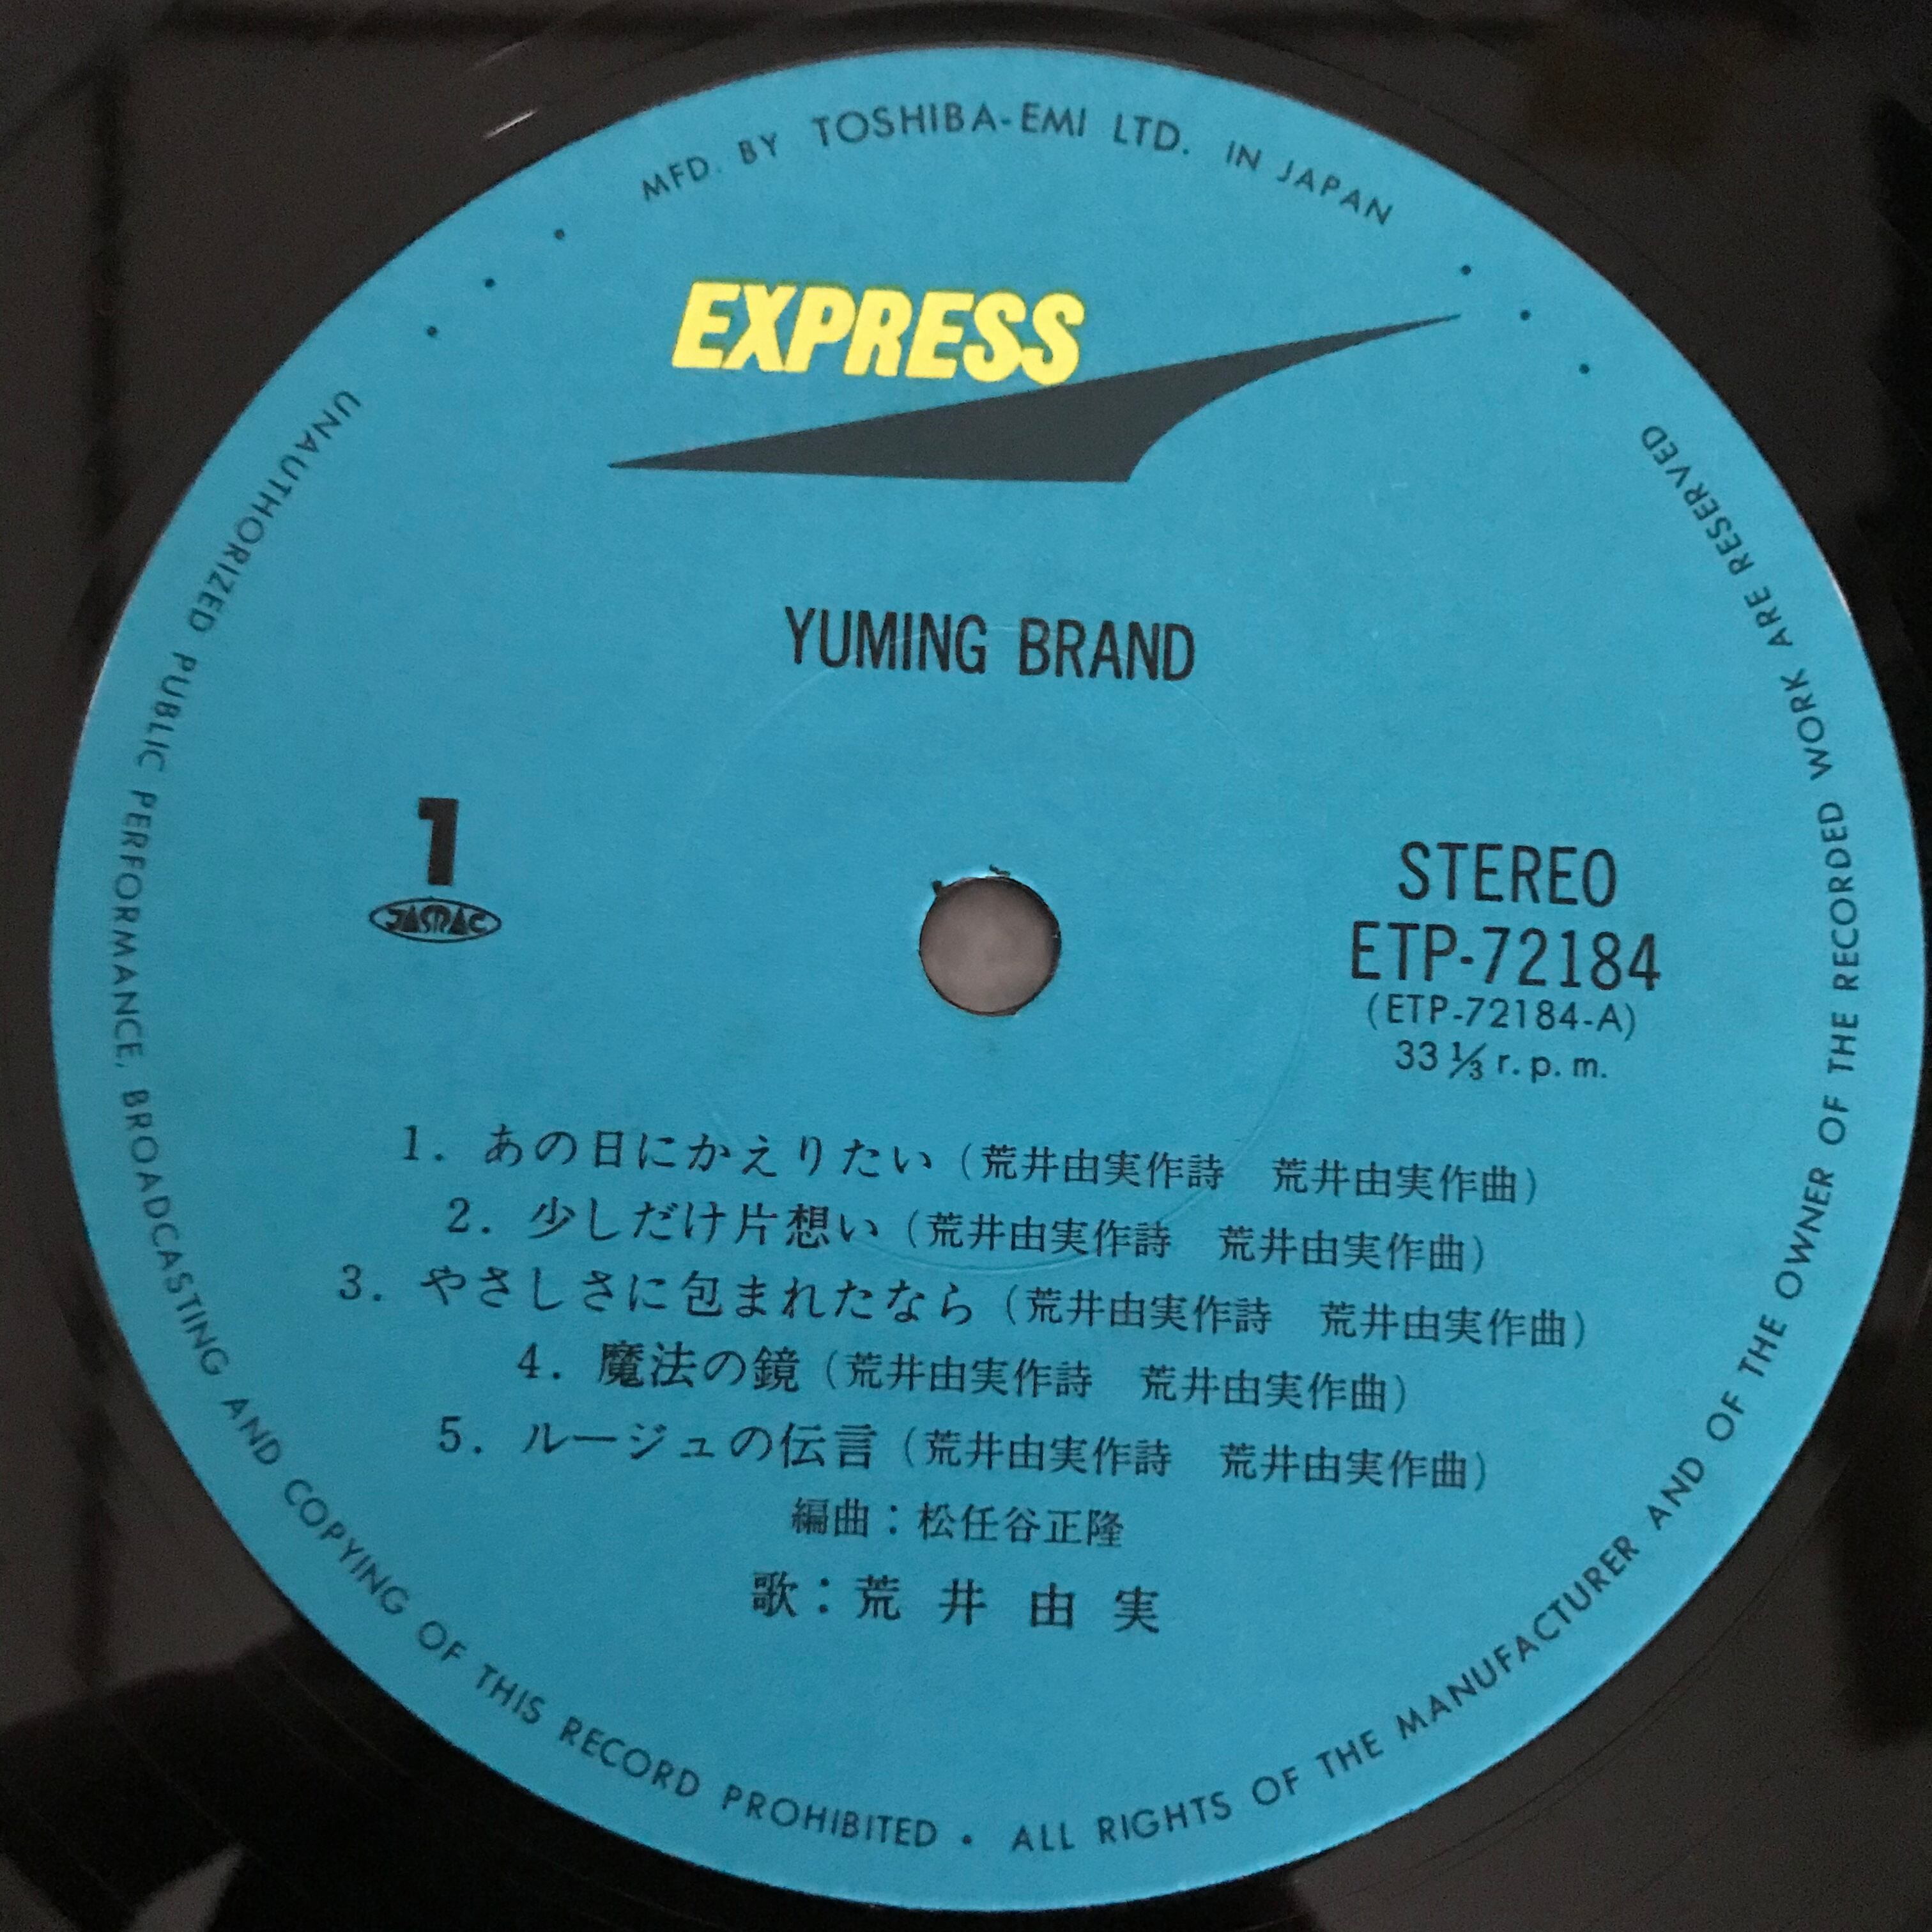 MFD. BY TOSHIBA-EMI LTD. IN JAPAN
EXPRESS
YUMING BRAND
1
JASRAC
STEREO
ETP-72184
(ETP-72184-A)
33 1/3 r.p.m.
1. あの日にかえりたい (荒井由実作詩 荒井由実作曲)
2. 少しだけ片想い (荒井由実作詩 荒井由実作曲)
3. やさしさに包まれたなら (荒井由実作詩 荒井由実作曲)
4. 魔法の鏡 (荒井由実作詩 荒井由実作曲)
5. ルージュの伝言 (荒井由実作詩 荒井由実作曲)
編曲：松任谷正隆
歌：荒井由実
UNAUTHORIZED PUBLIC PERFORMANCE, BROADCASTING AND COPYING OF THIS RECORD PROHIBITED • ALL RIGHTS OF THE MANUFACTURER AND OF THE OWNER OF THE RECORDED WORK ARE RESERVED